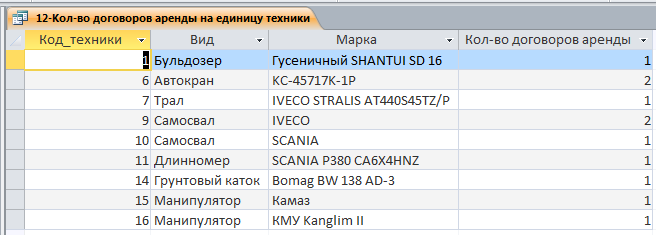 12-Кол-во договоров аренды на единицу техники
Код_техники Вид Марка Кол-во договоров аренды
1 Бульдозер Гусеничный SHANTUI SD 16 1
6 Автокран КС-45717К-1Р 2
7 Трал IVECO STRALIS AT440S45TZ/P 1
9 Самосвал IVECO 2
10 Самосвал SCANIA 1
11 Длинномер SCANIA P380 CA6X4HNZ 1
14 Грунтовый каток Bomag BW 138 AD-3 1
15 Манипулятор Камаз 1
16 Манипулятор КМУ Kanglim II 1